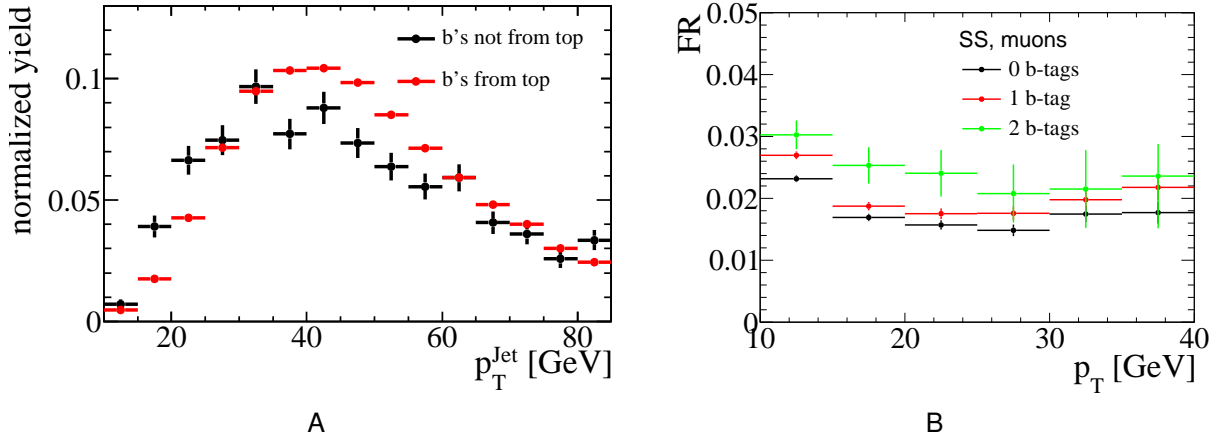 normalized yield
0.1
0.05
0
20
40
60
80
p_T^Jet [GeV]
b's not from top
b's from top
A
FR
0.05
0.04
0.03
0.02
0.01
0
10
20
30
40
p_T [GeV]
SS, muons
0 b-tags
1 b-tag
2 b-tags
B